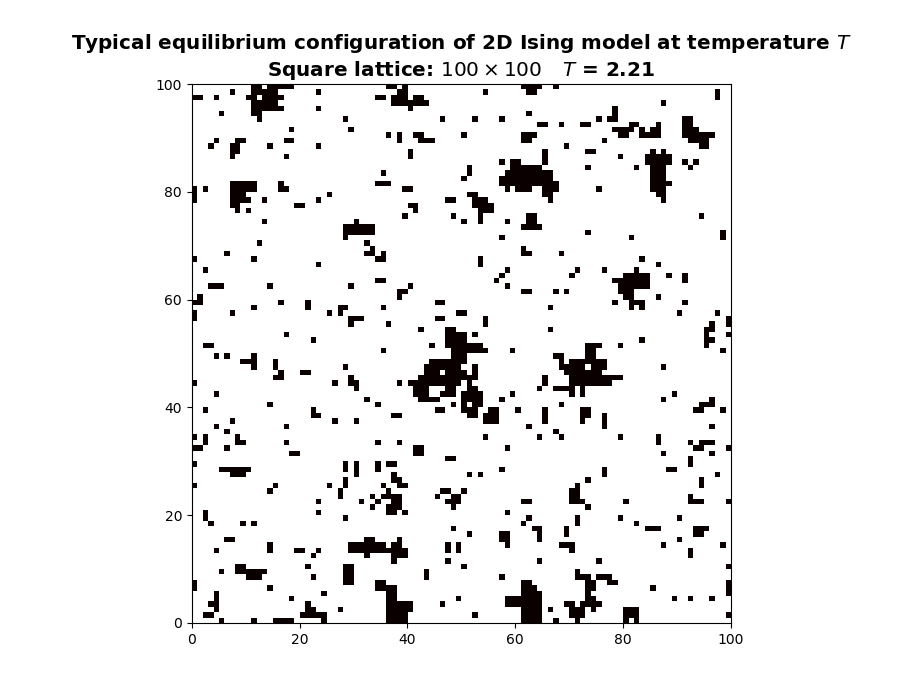 Typical equilibrium configuration of 2D Ising model at temperature T
Square lattice: 100 × 100 T = 2.21
100
80
60
40
20
0
0 20 40 60 80 100